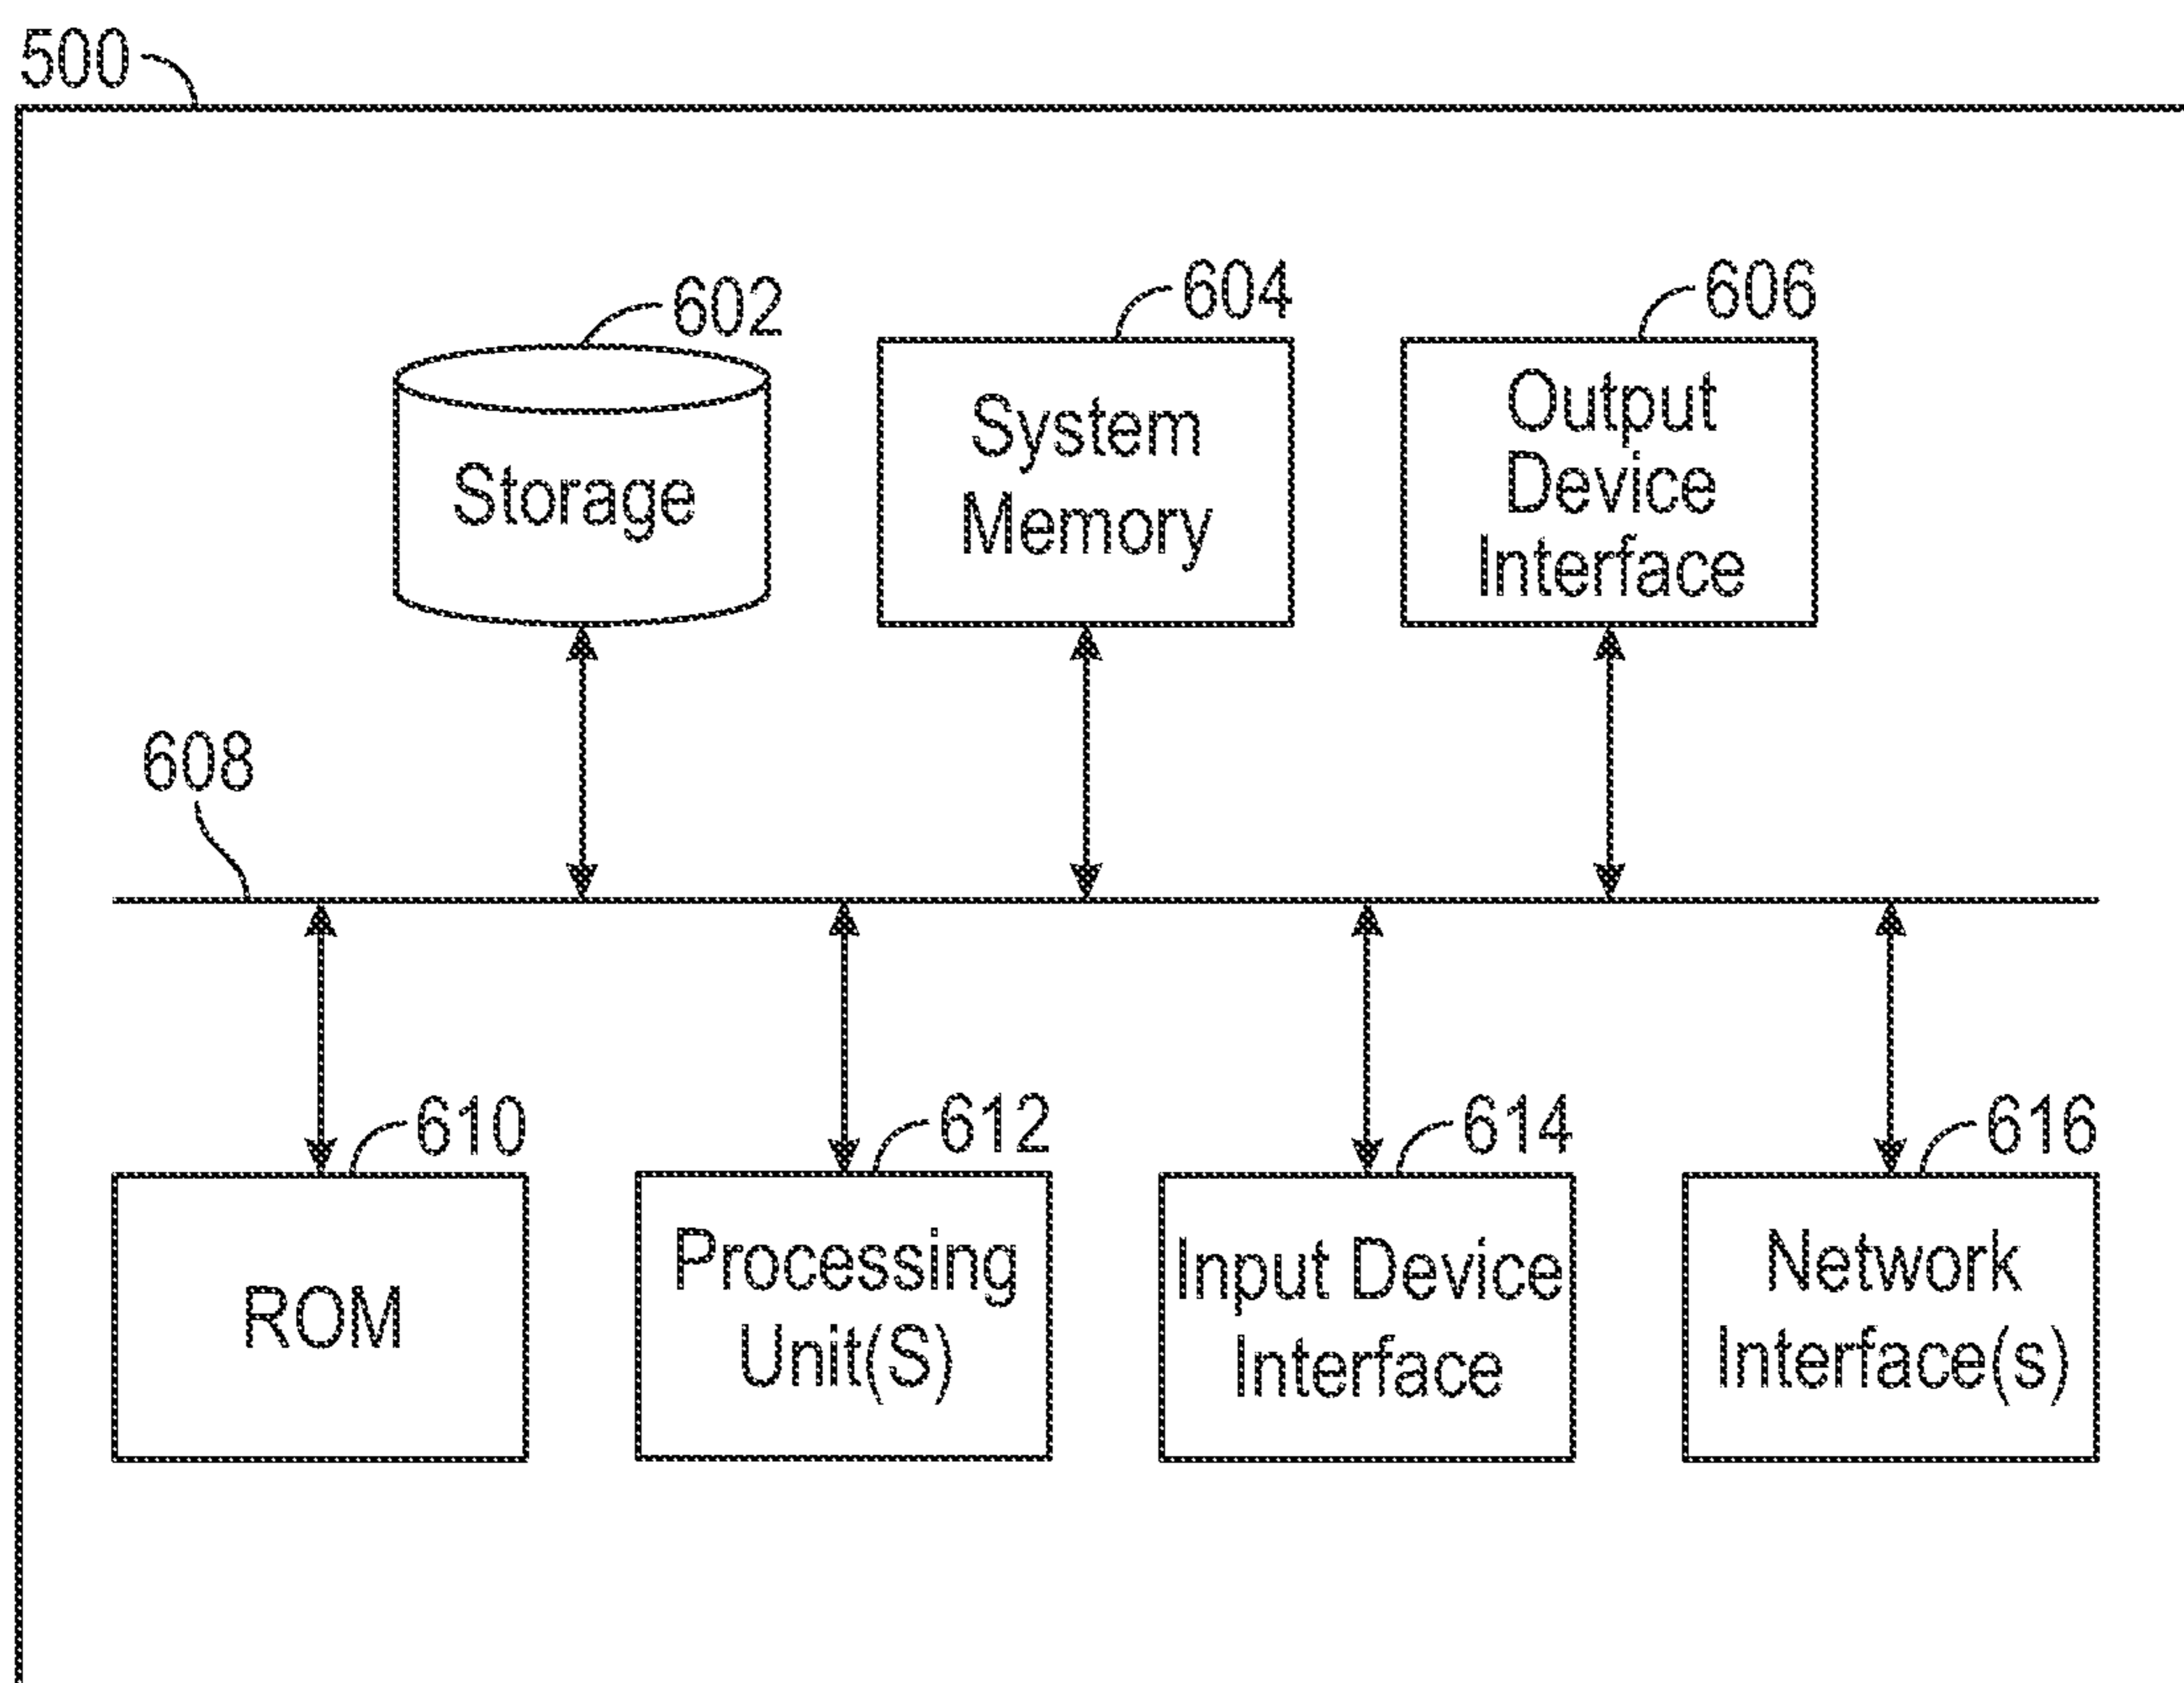 500
602
604
606
Storage
System
Memory
Output
Device
Interface
608
610
612
614
616
ROM
Processing
Unit(S)
Input Device
Interface
Network
Interface(s)